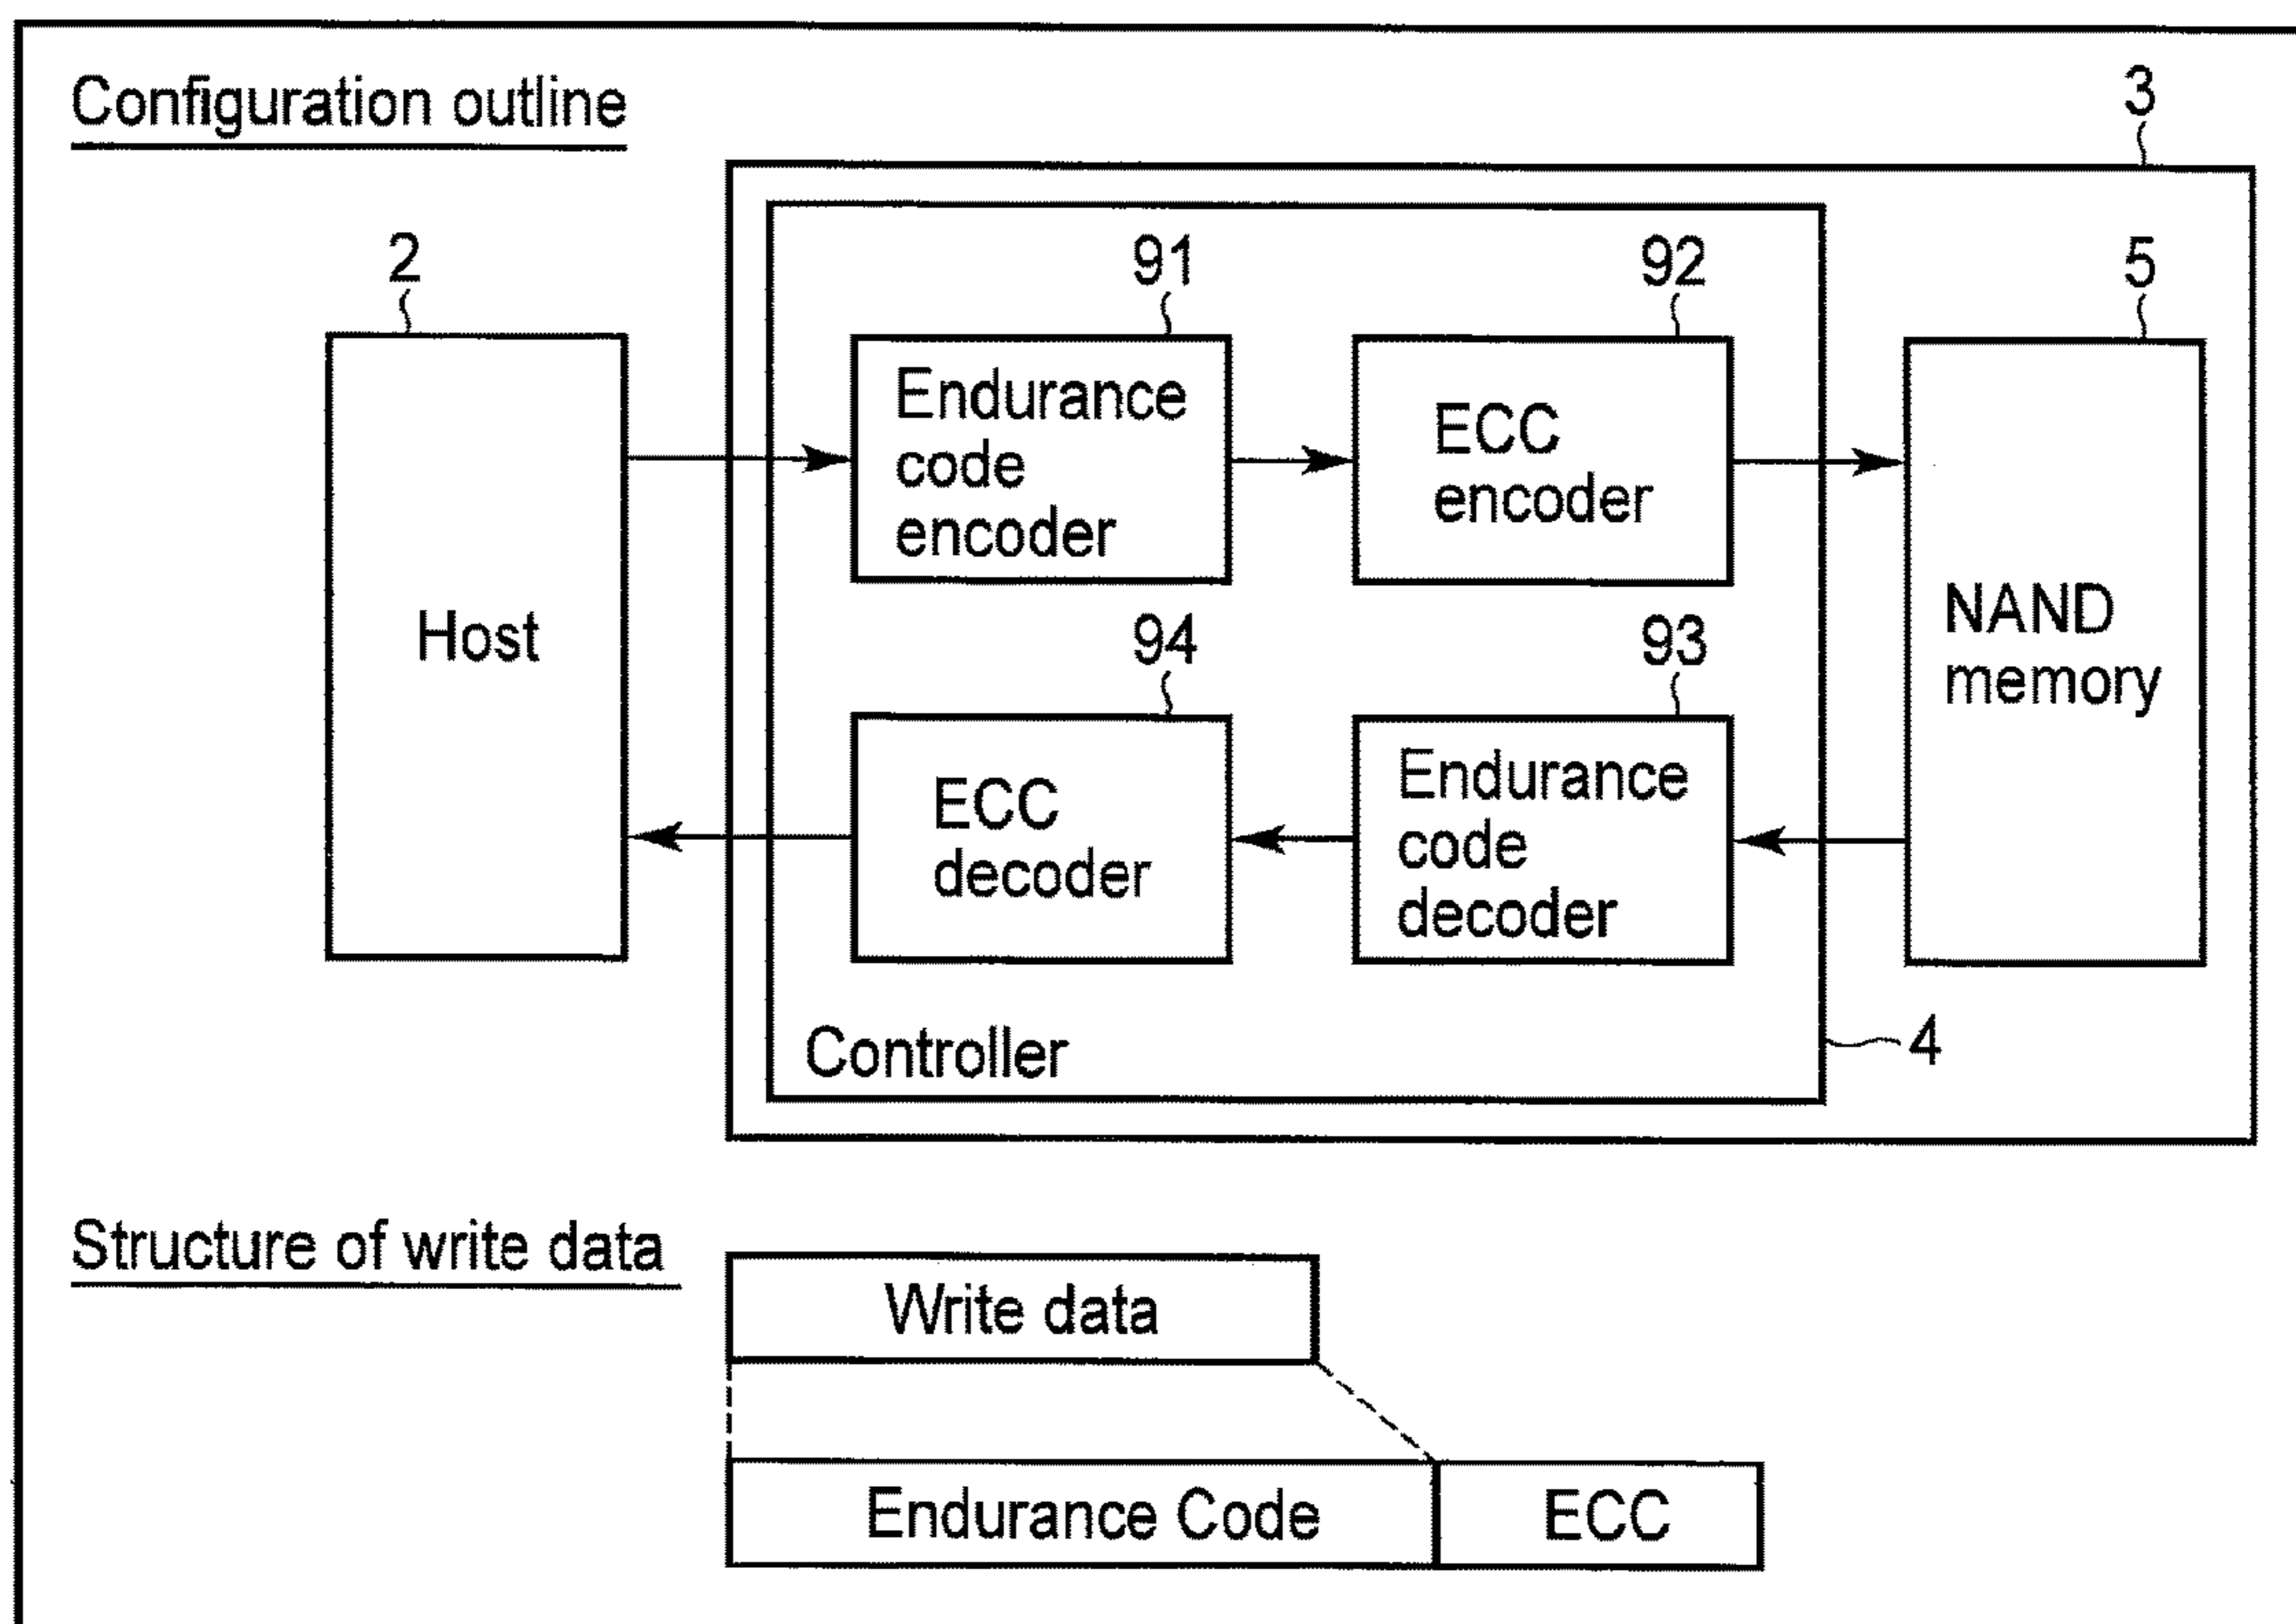 Configuration outline
3
2
91
92
5
Endurance
code
encoder
ECC
encoder
Host
NAND
memory
94
93
ECC
decoder
Endurance
code
decoder
Controller
4
Structure of write data
Write data
Endurance Code
ECC